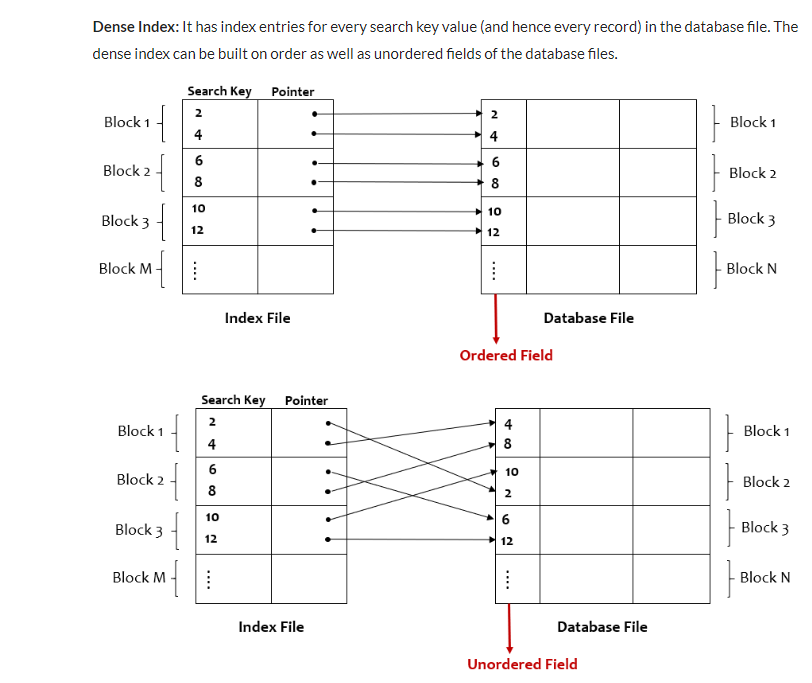 Dense Index: It has index entries for every search key value (and hence every record) in the database file. The
dense index can be built on order as well as unordered fields of the database files.
Search Key Pointer
Block 1 2 2 Block 1
4 4
Block 2 6 6 Block 2
8 8
Block 3 10 10 Block 3
12 12
Block M ⋮ ⋮ Block N
Index File Database File
Ordered Field
Search Key Pointer
Block 1 2 4 Block 1
4 8
Block 2 6 10 Block 2
8 2
Block 3 10 6 Block 3
12 12
Block M ⋮ ⋮ Block N
Index File Database File
Unordered Field